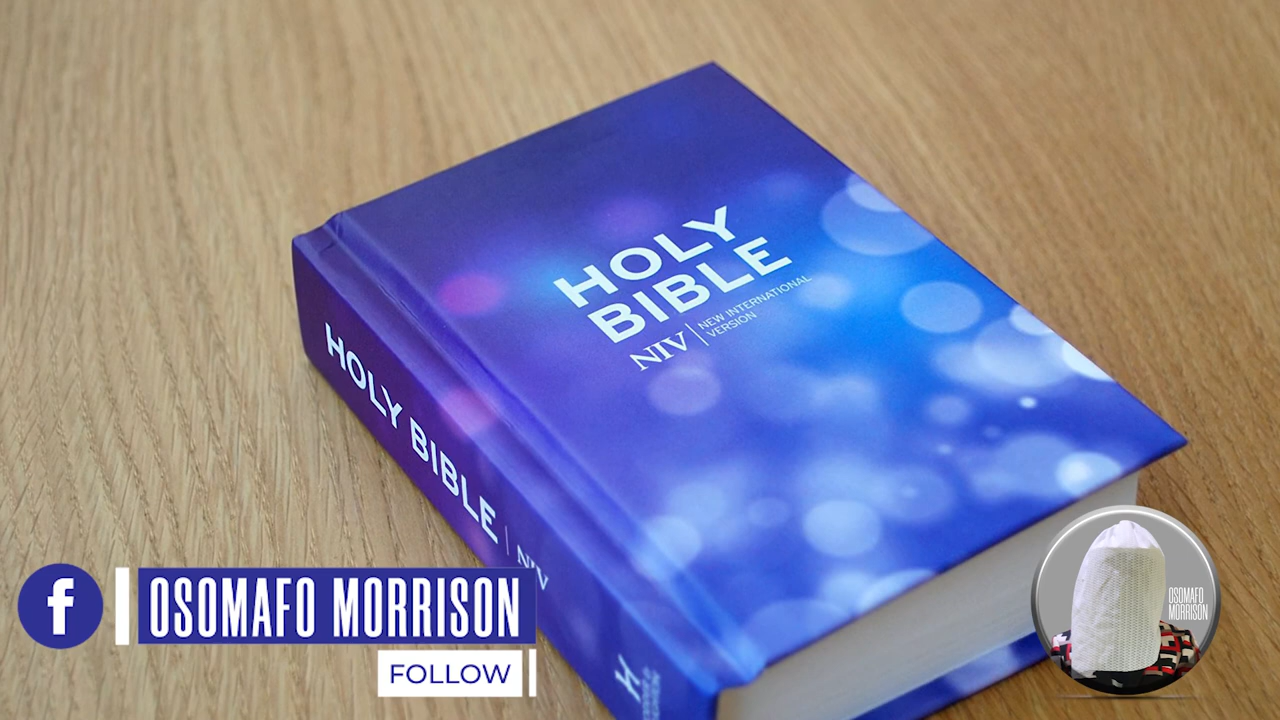 HOLY
BIBLE
NIV
NEW INTERNATIONAL
VERSION
HOLY BIBLE
NIV
H
f
OSOMAFO MORRISON
FOLLOW
OSOMAFO
MORRISON